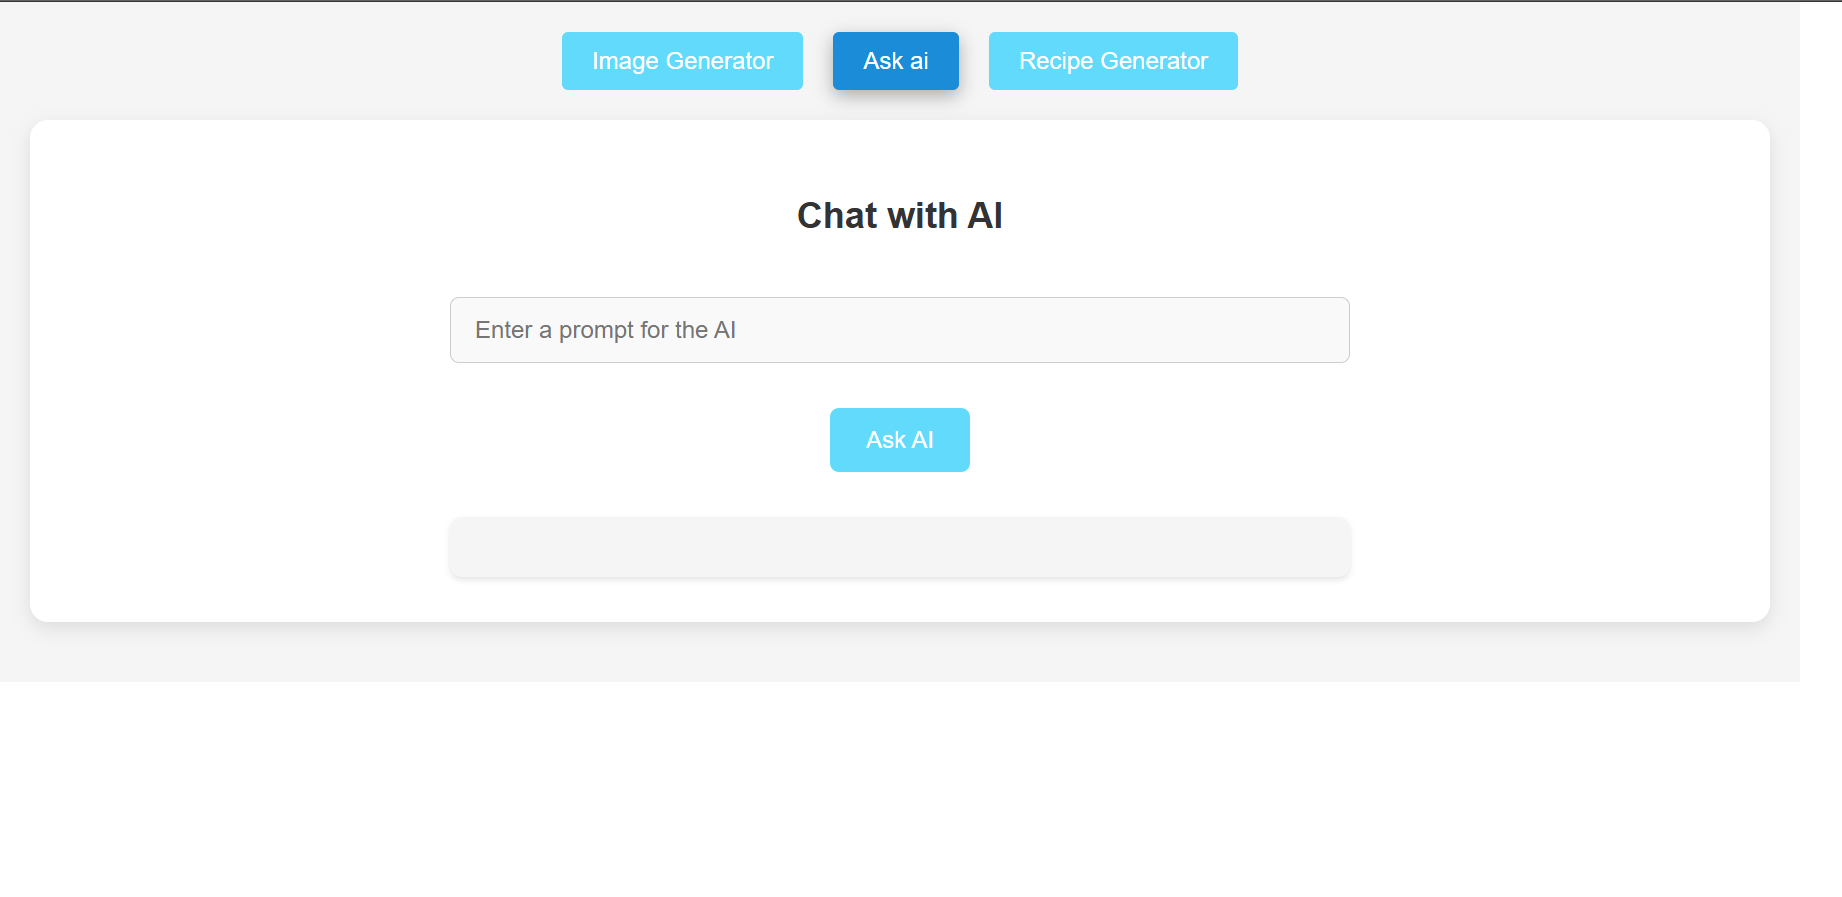 Image Generator
Ask ai
Recipe Generator
Chat with AI
Enter a prompt for the AI
Ask AI